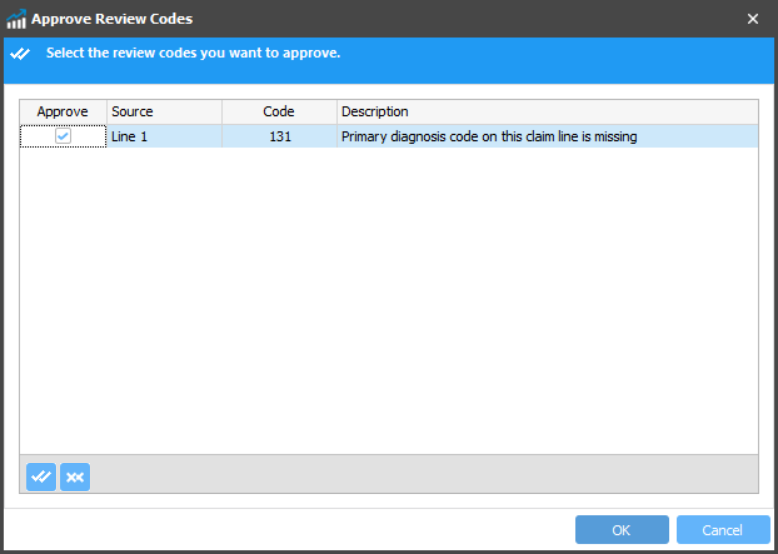 Approve Review Codes
Select the review codes you want to approve.
Approve Source Code Description
Line 1 131 Primary diagnosis code on this claim line is missing
OK Cancel